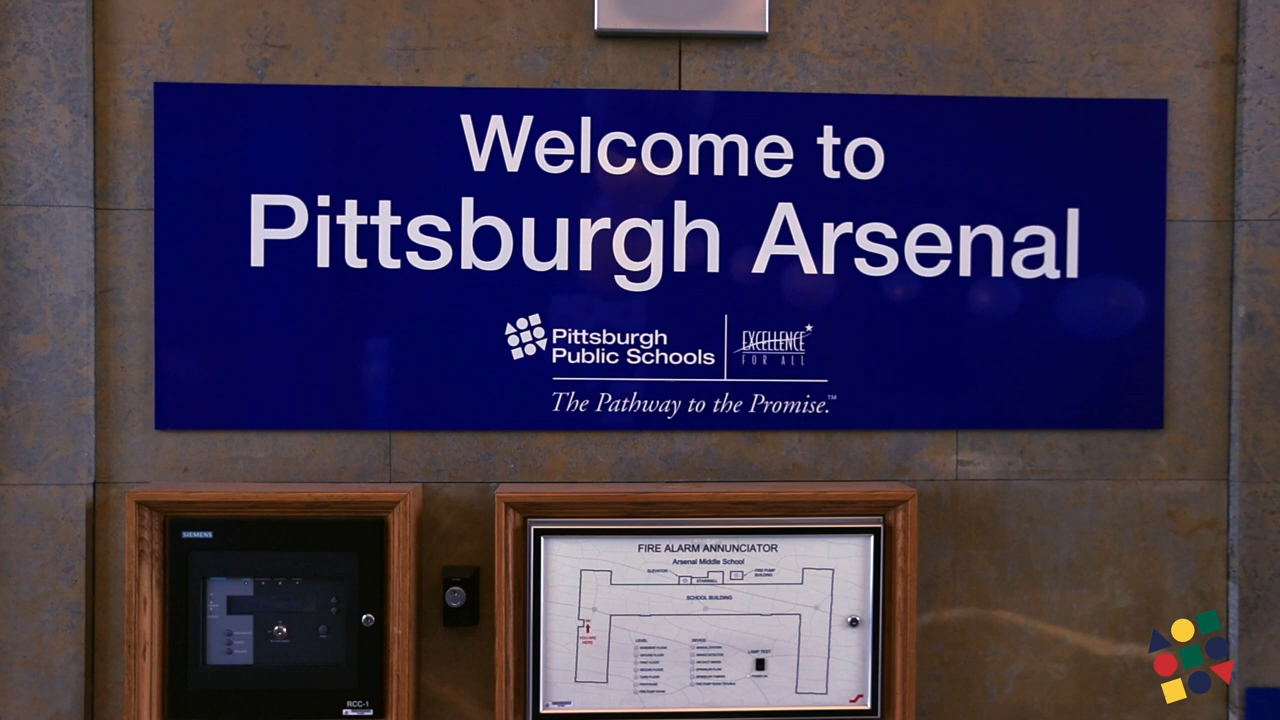 Welcome to
Pittsburgh Arsenal
Pittsburgh
Public Schools
EXCELLENCE
FOR ALL
The Pathway to the Promise.™
SIEMENS
RCC-1
FIRE ALARM ANNUNCIATOR
Arsenal Middle School
ELEVATOR
STAIRWELL
FIRE PUMP
BUILDING
SCHOOL BUILDING
YOU ARE
HERE
LEVEL
DEVICE
LAMP TEST